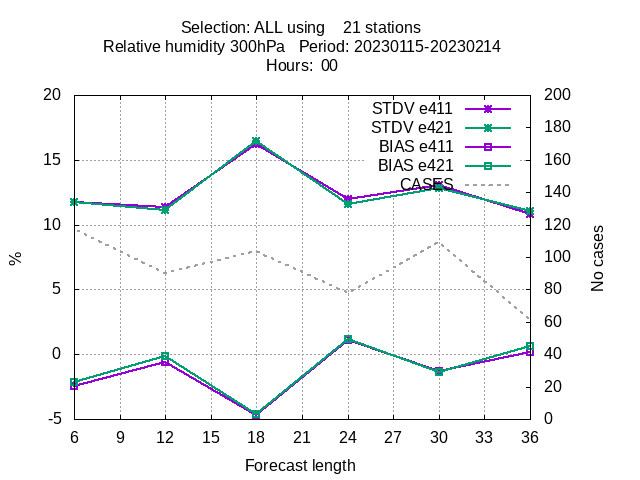 Selection: ALL using 21 stations
Relative humidity 300hPa Period: 20230115-20230214
Hours: 00
20 200
STDV e411
STDV e421 180
BIAS e411
15 160
BIAS e421
CASES 140
10 120
% 100 No cases
5 80
60
0 40
20
-5 0
6 9 12 15 18 21 24 27 30 33 36
Forecast length